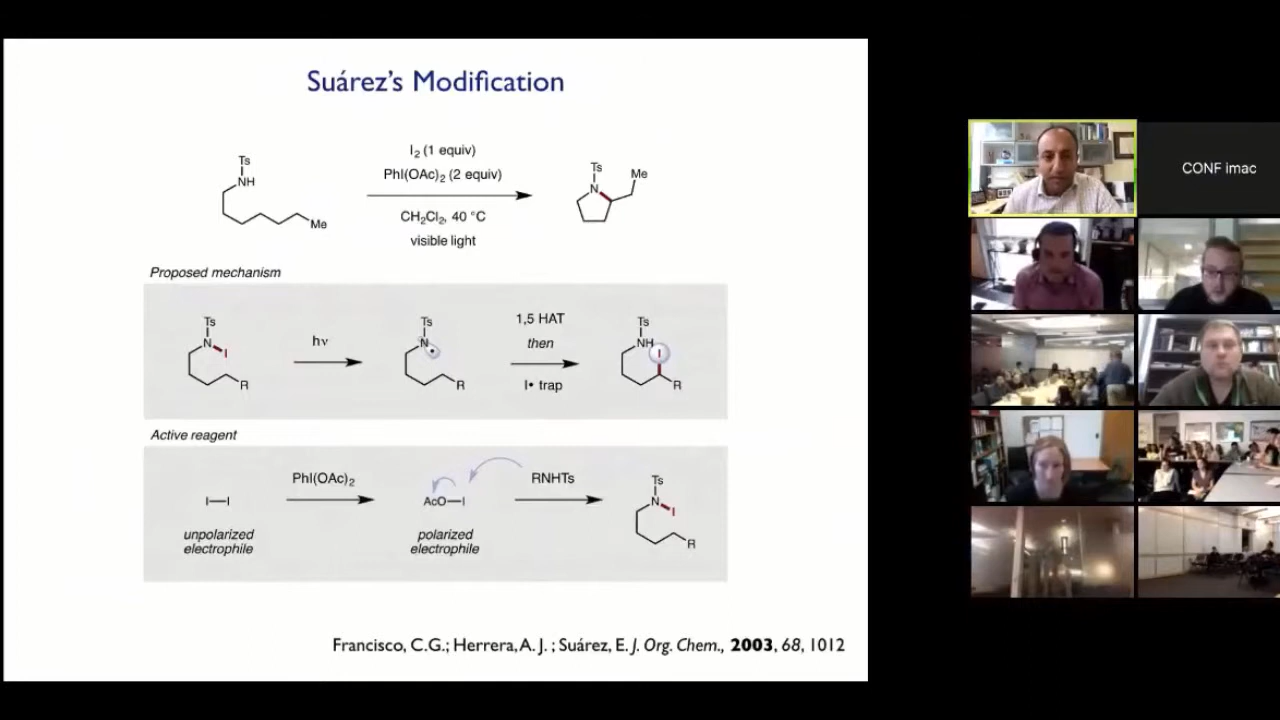 Suárez's Modification
I2 (1 equiv)
PhI(OAc)2 (2 equiv)
CH2Cl2, 40 °C
visible light
Ts
NH
Me
Ts
N
Me
Proposed mechanism
Ts
N
I
R
hν
Ts
N
R
1,5 HAT
then
I• trap
Ts
NH
I
R
Active reagent
I—I
unpolarized
electrophile
PhI(OAc)2
AcO—I
polarized
electrophile
RNHTs
Ts
N
I
R
Francisco, C.G.; Herrera, A. J. ; Suárez, E. J. Org. Chem., 2003, 68, 1012
CONF imac